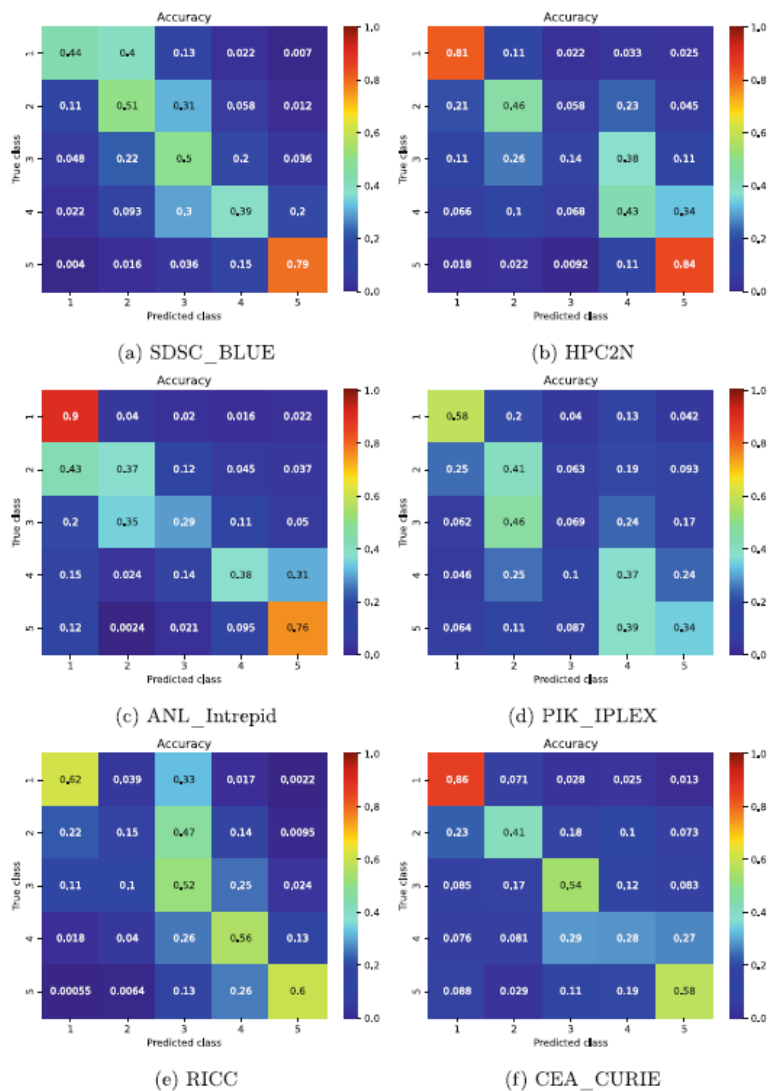 Accuracy
Accuracy
1 0.44 0.4 0.13 0.022 0.007 1.0
1 0.81 0.11 0.022 0.033 0.025 1.0
0.8
0.8
2 0.11 0.51 0.31 0.058 0.012
2 0.21 0.46 0.058 0.23 0.045
0.6
0.6
True class 3 0.048 0.22 0.5 0.2 0.036
True class 3 0.11 0.26 0.14 0.38 0.11
0.4
0.4
4 0.022 0.093 0.3 0.39 0.2
4 0.066 0.1 0.068 0.43 0.34
0.2
0.2
5 0.004 0.016 0.036 0.15 0.79
5 0.018 0.022 0.0092 0.11 0.84
0.0
0.0
1 2 3 4 5
1 2 3 4 5
Predicted class
Predicted class
(a) SDSC_BLUE
(b) HPC2N
Accuracy
Accuracy
1 0.9 0.04 0.02 0.016 0.022 1.0
1 0.58 0.2 0.04 0.13 0.042 1.0
0.8
0.8
2 0.43 0.37 0.12 0.045 0.037
2 0.25 0.41 0.063 0.19 0.093
0.6
0.6
True class 3 0.2 0.35 0.29 0.11 0.05
True class 3 0.062 0.46 0.069 0.24 0.17
0.4
0.4
4 0.15 0.024 0.14 0.38 0.31
4 0.046 0.25 0.1 0.37 0.24
0.2
0.2
5 0.12 0.0024 0.021 0.095 0.76
5 0.064 0.11 0.087 0.39 0.34
0.0
0.0
1 2 3 4 5
1 2 3 4 5
Predicted class
Predicted class
(c) ANL_Intrepid
(d) PIK_IPLEX
Accuracy
Accuracy
1 0.62 0.039 0.33 0.017 0.0022 1.0
1 0.86 0.071 0.028 0.025 0.013 1.0
0.8
0.8
2 0.22 0.15 0.47 0.14 0.0095
2 0.23 0.41 0.18 0.1 0.073
0.6
0.6
True class 3 0.11 0.1 0.52 0.25 0.024
True class 3 0.085 0.17 0.54 0.12 0.083
0.4
0.4
4 0.018 0.04 0.26 0.56 0.13
4 0.076 0.081 0.29 0.28 0.27
0.2
0.2
5 0.00055 0.0064 0.13 0.26 0.6
5 0.088 0.029 0.11 0.19 0.58
0.0
0.0
1 2 3 4 5
1 2 3 4 5
Predicted class
Predicted class
(e) RICC
(f) CEA_CURIE